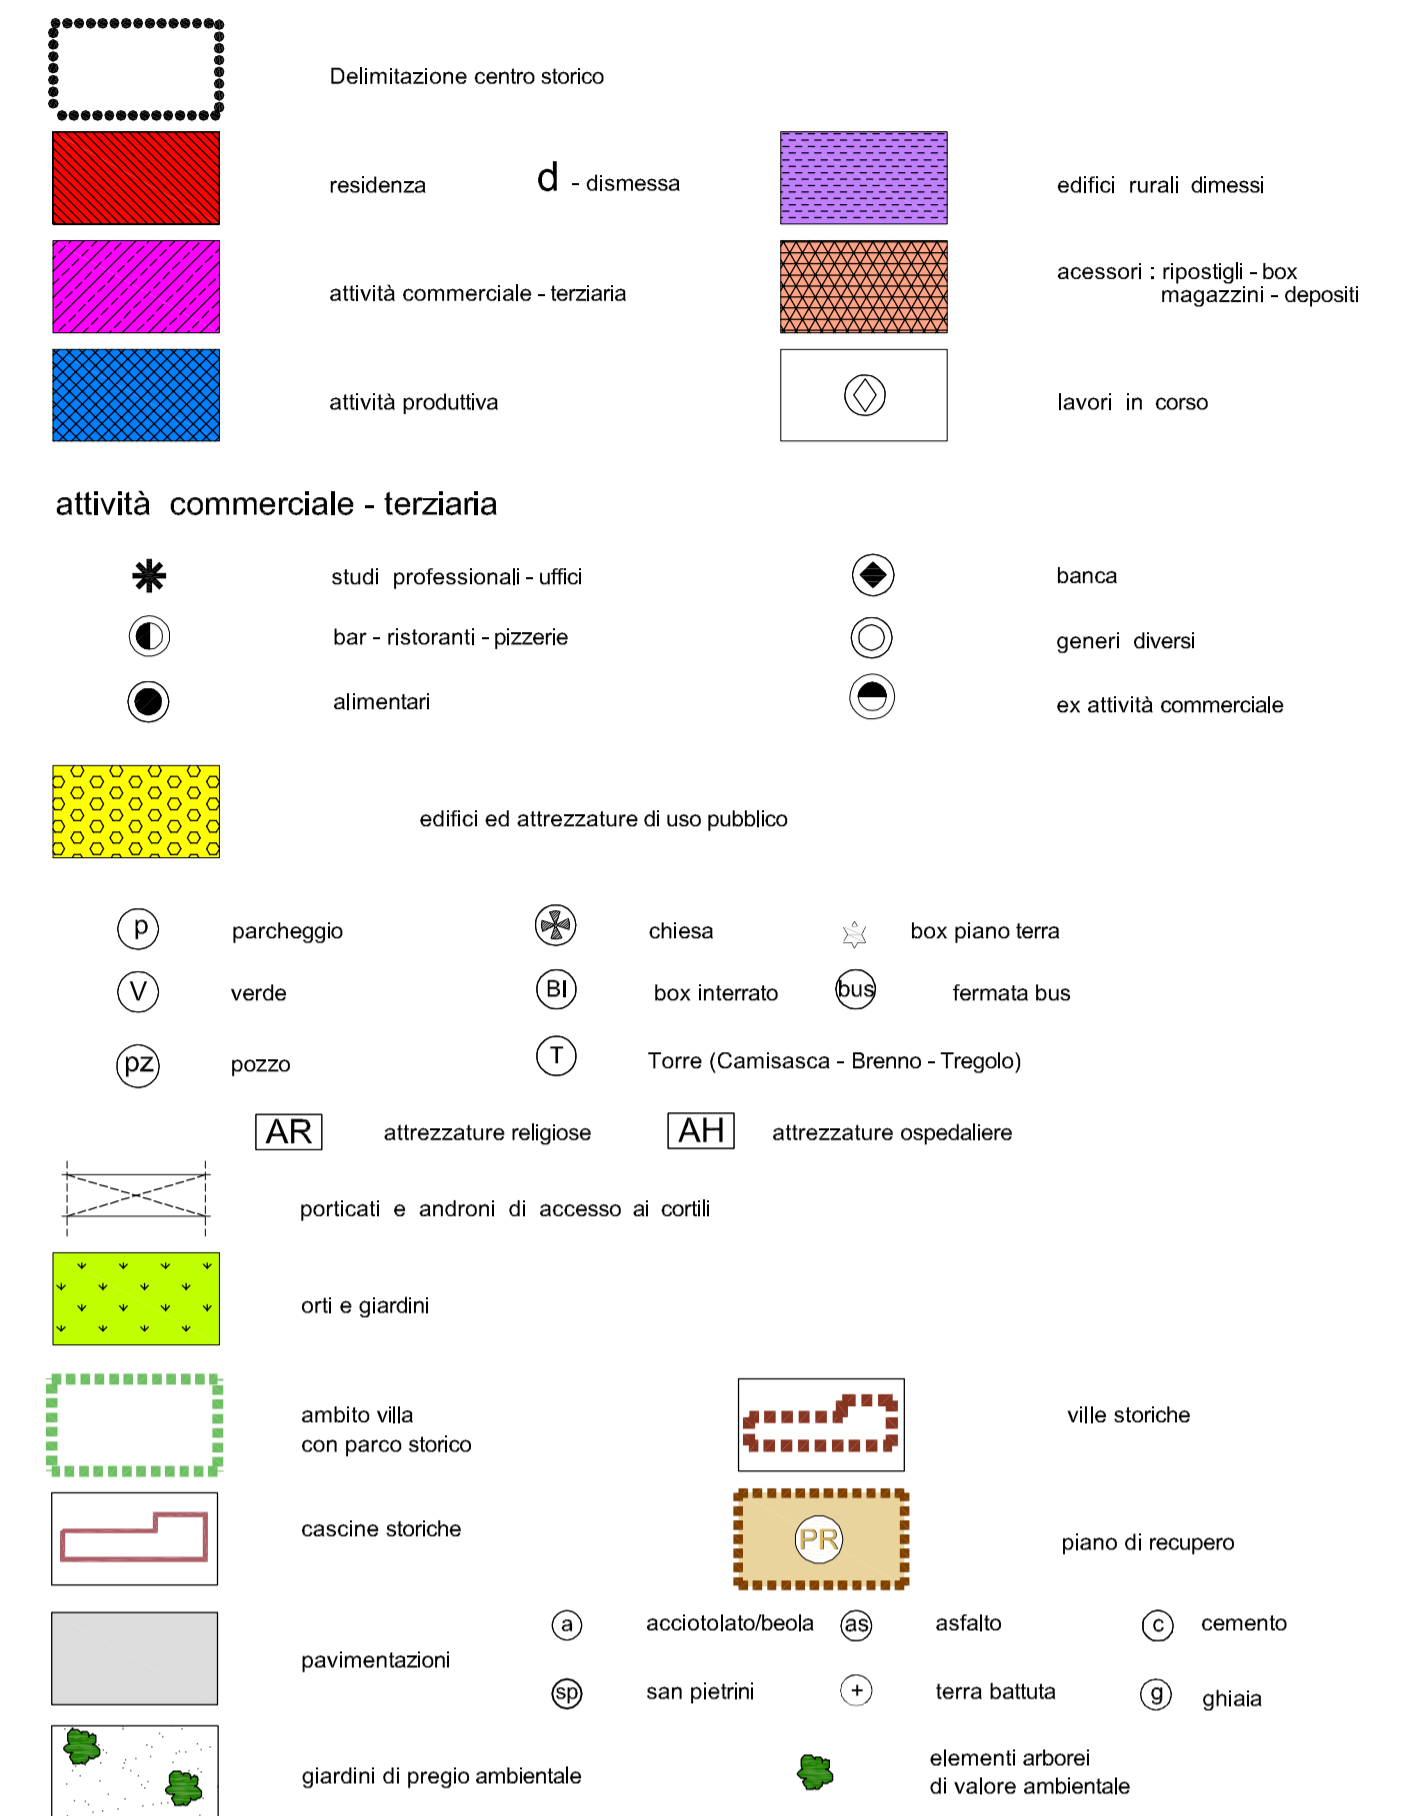 Delimitazione centro storico
residenza d - dismessa
edifici rurali dimessi
attività commerciale - terziaria
acessori : ripostigli - box
magazzini - depositi
attività produttiva
lavori in corso
attività commerciale - terziaria
studi professionali - uffici
banca
bar - ristoranti - pizzerie
generi diversi
alimentari
ex attività commerciale
edifici ed attrezzature di uso pubblico
p parcheggio
chiesa
box piano terra
V verde
BI box interrato
bus fermata bus
pz pozzo
T Torre (Camisasca - Brenno - Tregolo)
AR attrezzature religiose
AH attrezzature ospedaliere
porticati e androni di accesso ai cortili
orti e giardini
ambito villa
con parco storico
ville storiche
cascine storiche
PR piano di recupero
pavimentazioni
a acciotolato/beola
as asfalto
c cemento
sp san pietrini
+ terra battuta
g ghiaia
giardini di pregio ambientale
elementi arborei
di valore ambientale